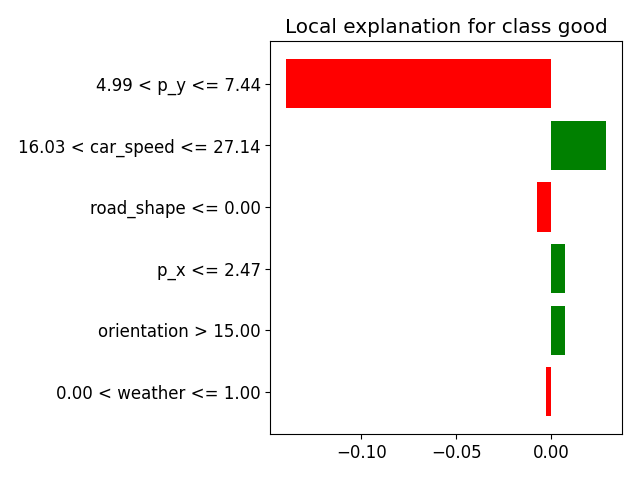 Local explanation for class good
4.99 < p_y <= 7.44
16.03 < car_speed <= 27.14
road_shape <= 0.00
p_x <= 2.47
orientation > 15.00
0.00 < weather <= 1.00
−0.10 −0.05 0.00